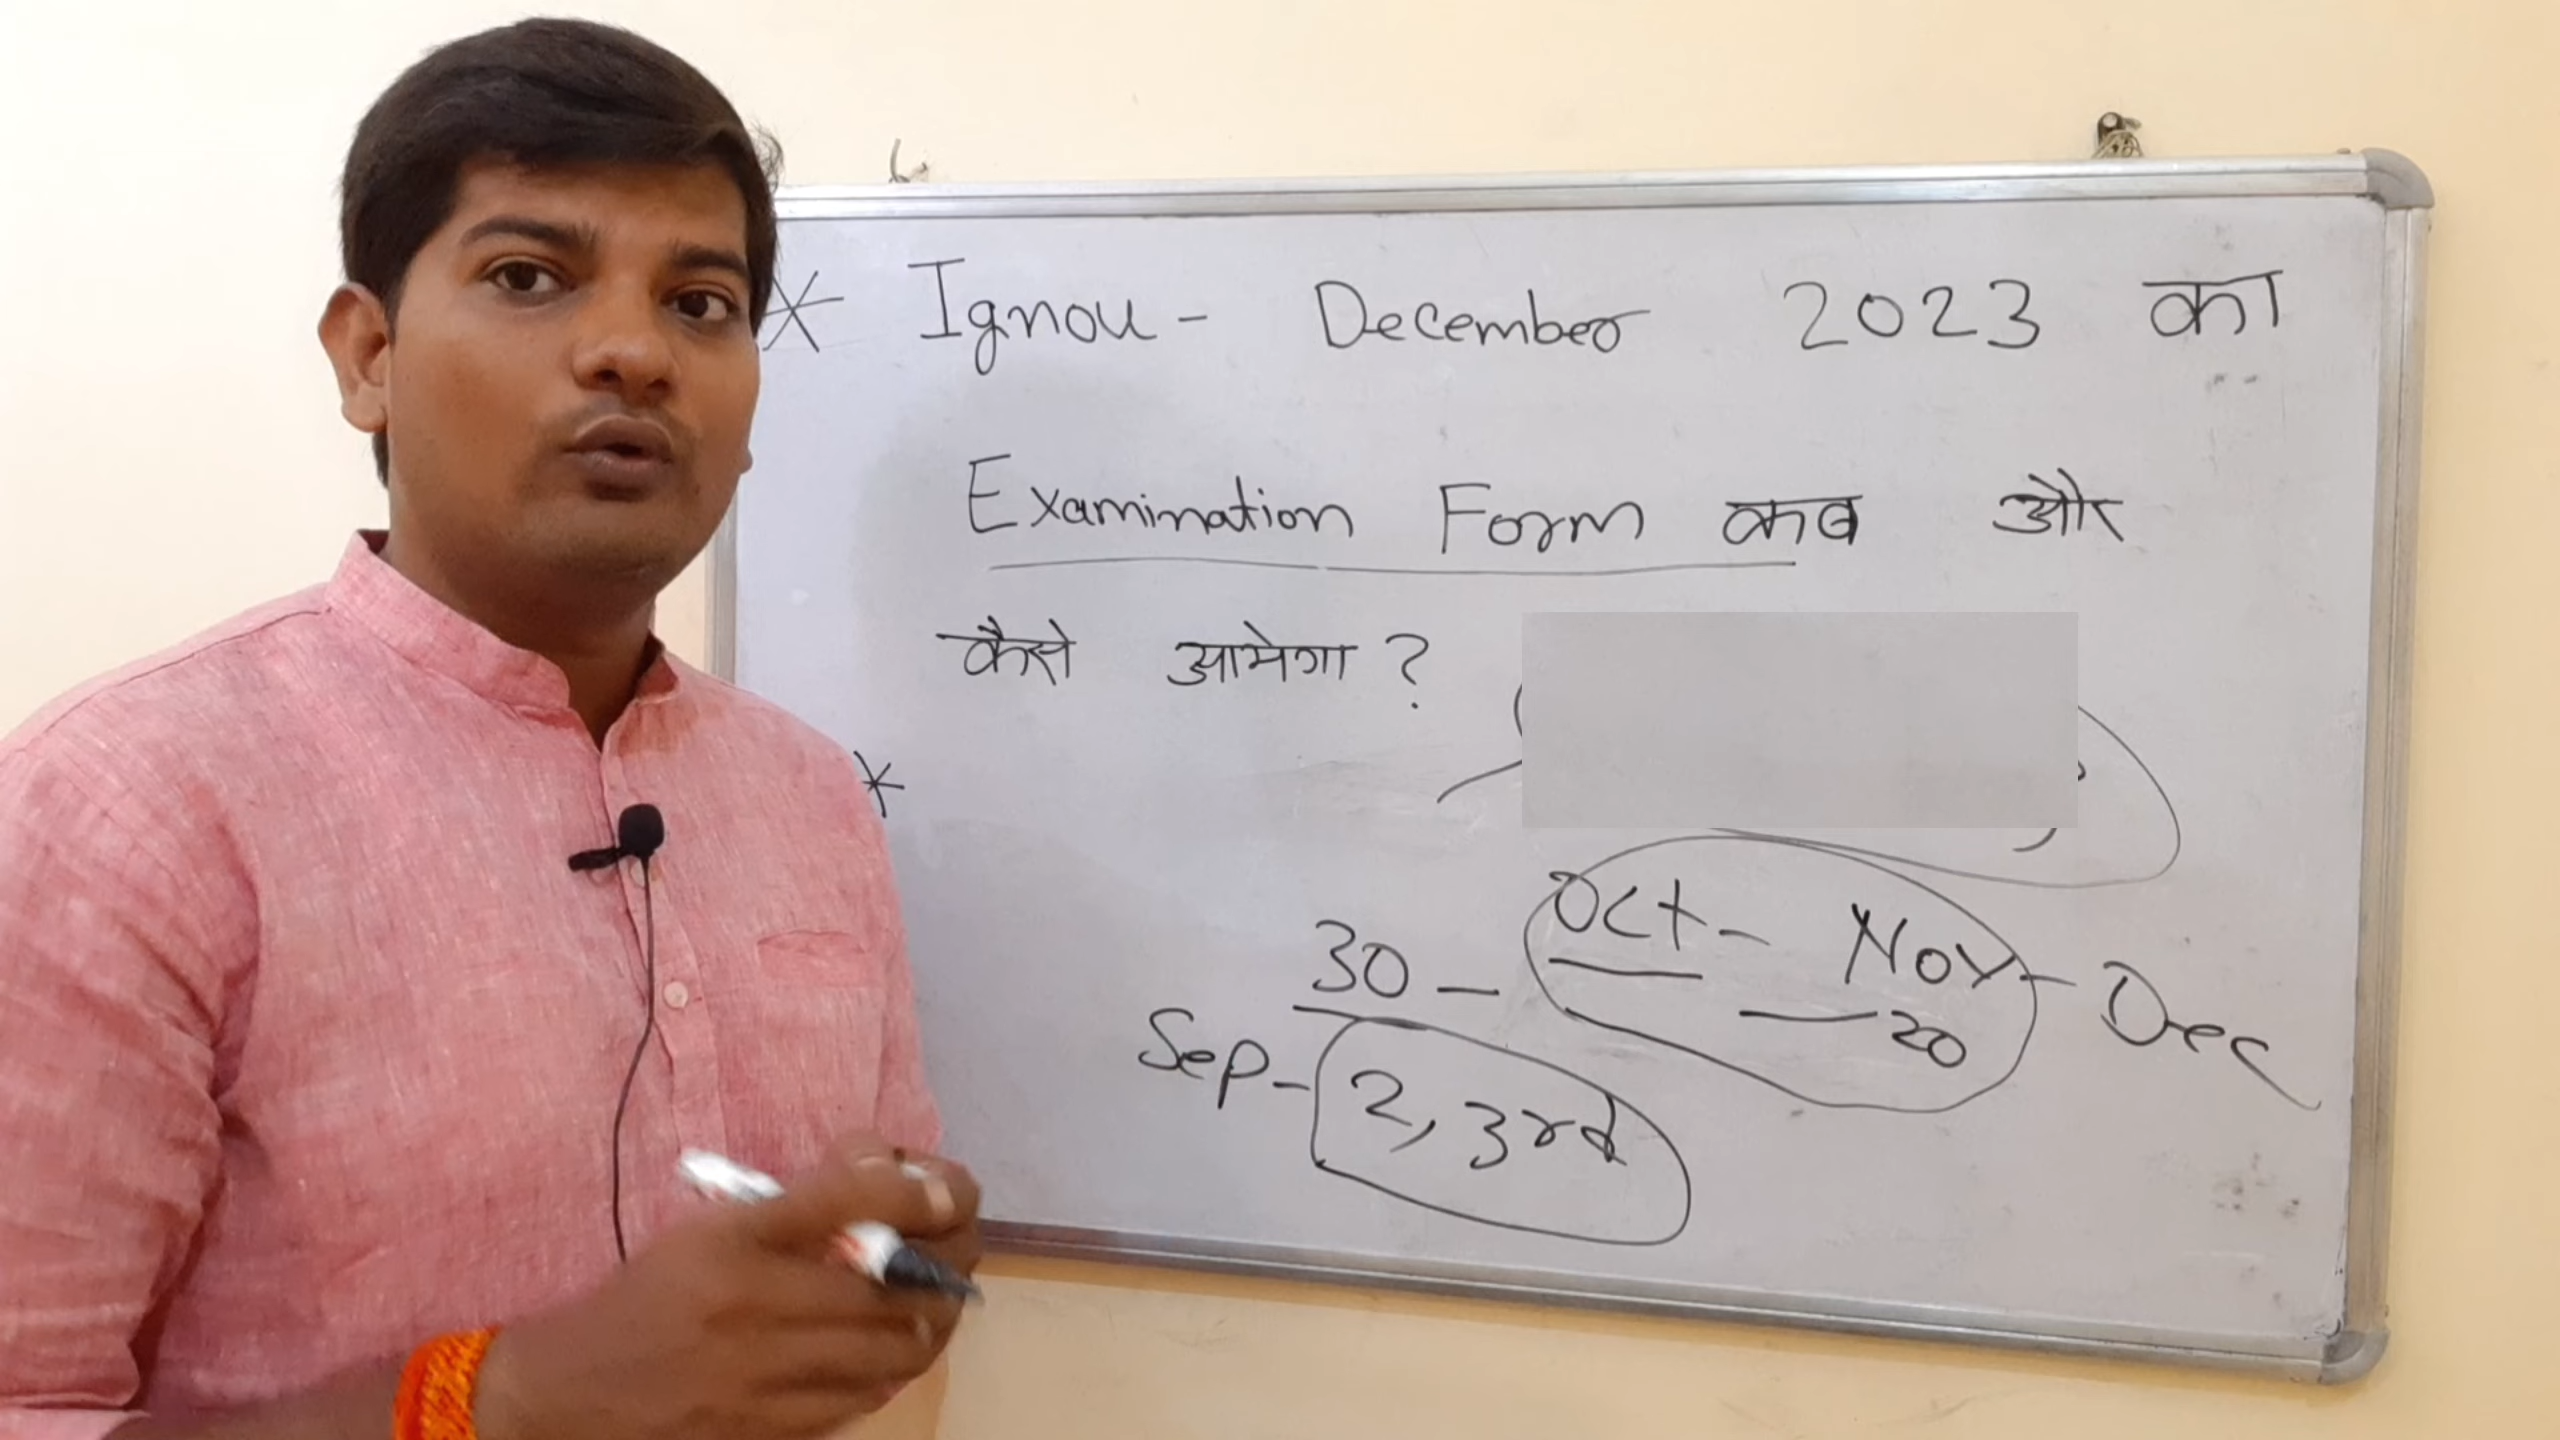 * Ignou - December 2023 का
Examination Form कब और
कैसे आयेगा ?
*
30 - Oct - Nov - Dec
20
Sep - 2, 3rd